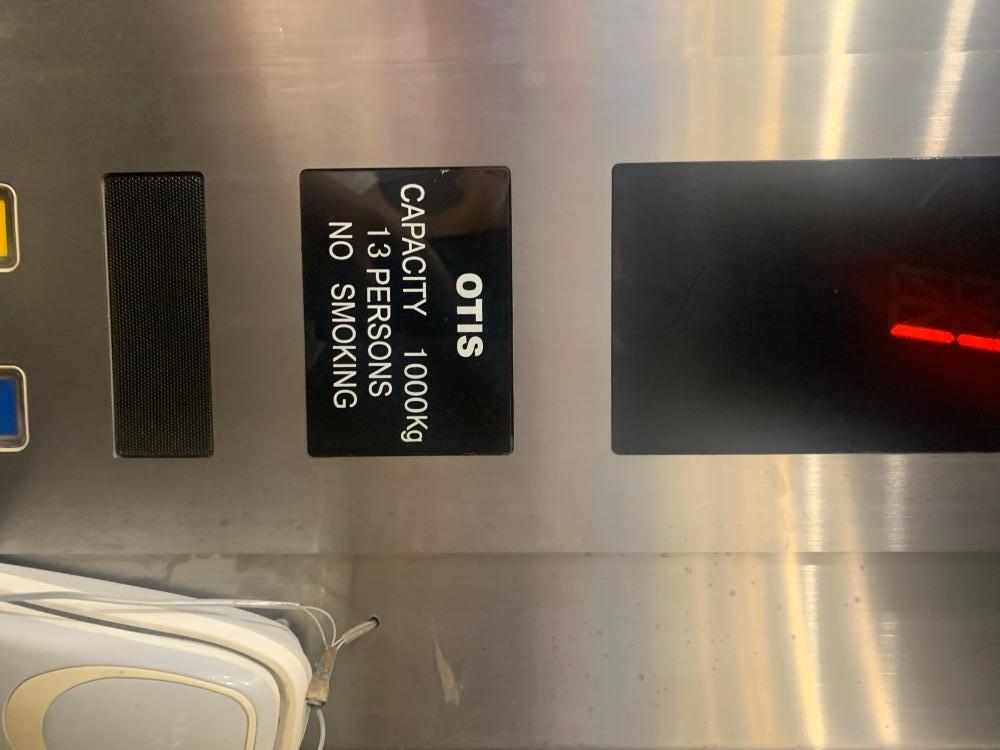 OTIS
CAPACITY 1000Kg
13 PERSONS
NO SMOKING